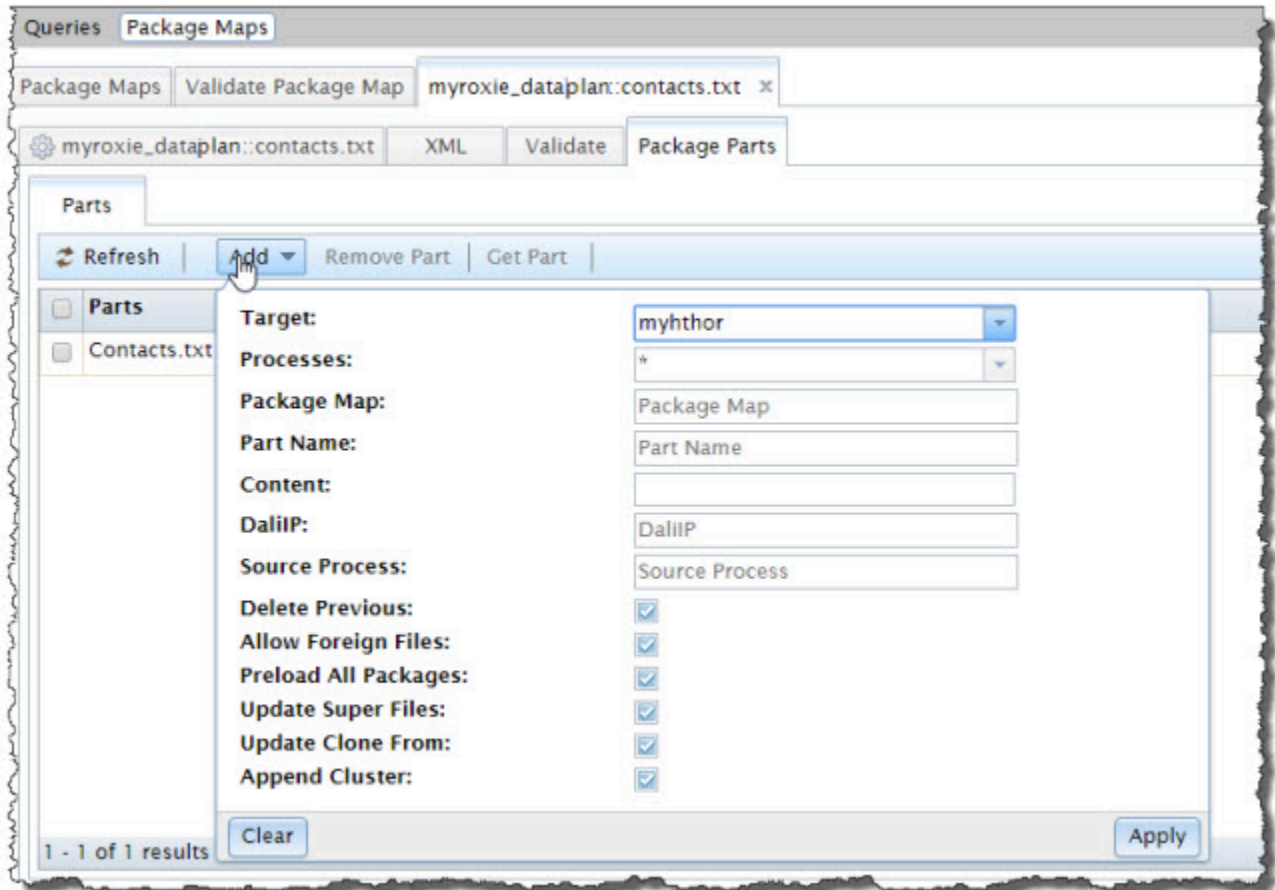 Queries Package Maps
Package Maps Validate Package Map myroxie_dataplan::contacts.txt x
myroxie_dataplan::contacts.txt XML Validate Package Parts
Parts
Refresh Add Remove Part Get Part
Parts
Contacts.txt
Target: myhthor
Processes: *
Package Map: Package Map
Part Name: Part Name
Content:
DaliIP: DaliIP
Source Process: Source Process
Delete Previous:
Allow Foreign Files:
Preload All Packages:
Update Super Files:
Update Clone From:
Append Cluster:
Clear Apply
1 - 1 of 1 results